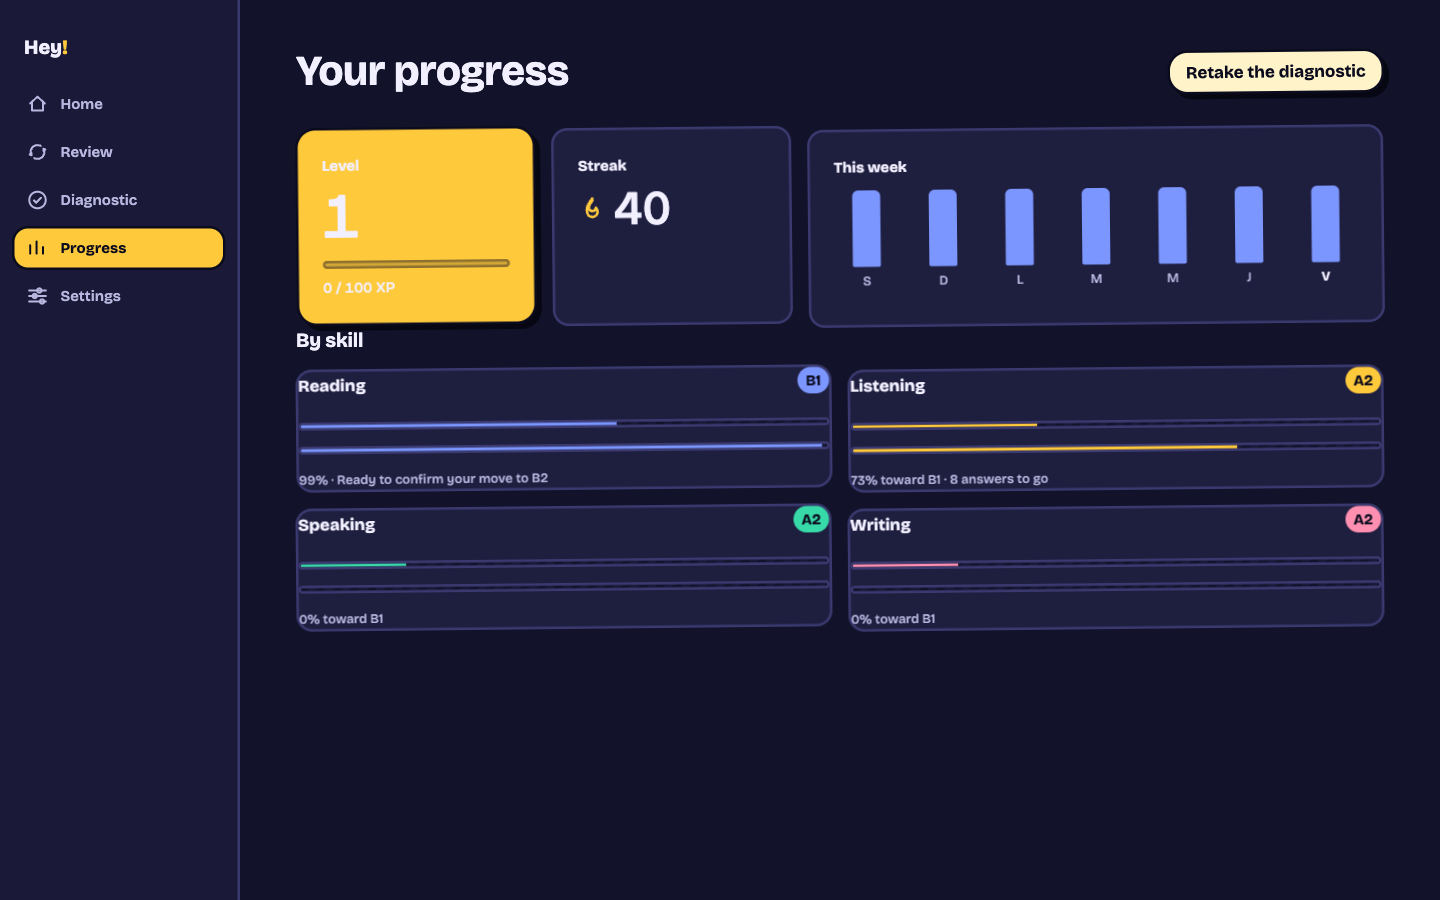 Hey!
Home
Review
Diagnostic
Progress
Settings
Your progress
Retake the diagnostic
Level
1
0 / 100 XP
Streak
40
This week
S D L M M J V
By skill
Reading B1
99% · Ready to confirm your move to B2
Listening A2
73% toward B1 · 8 answers to go
Speaking A2
0% toward B1
Writing A2
0% toward B1